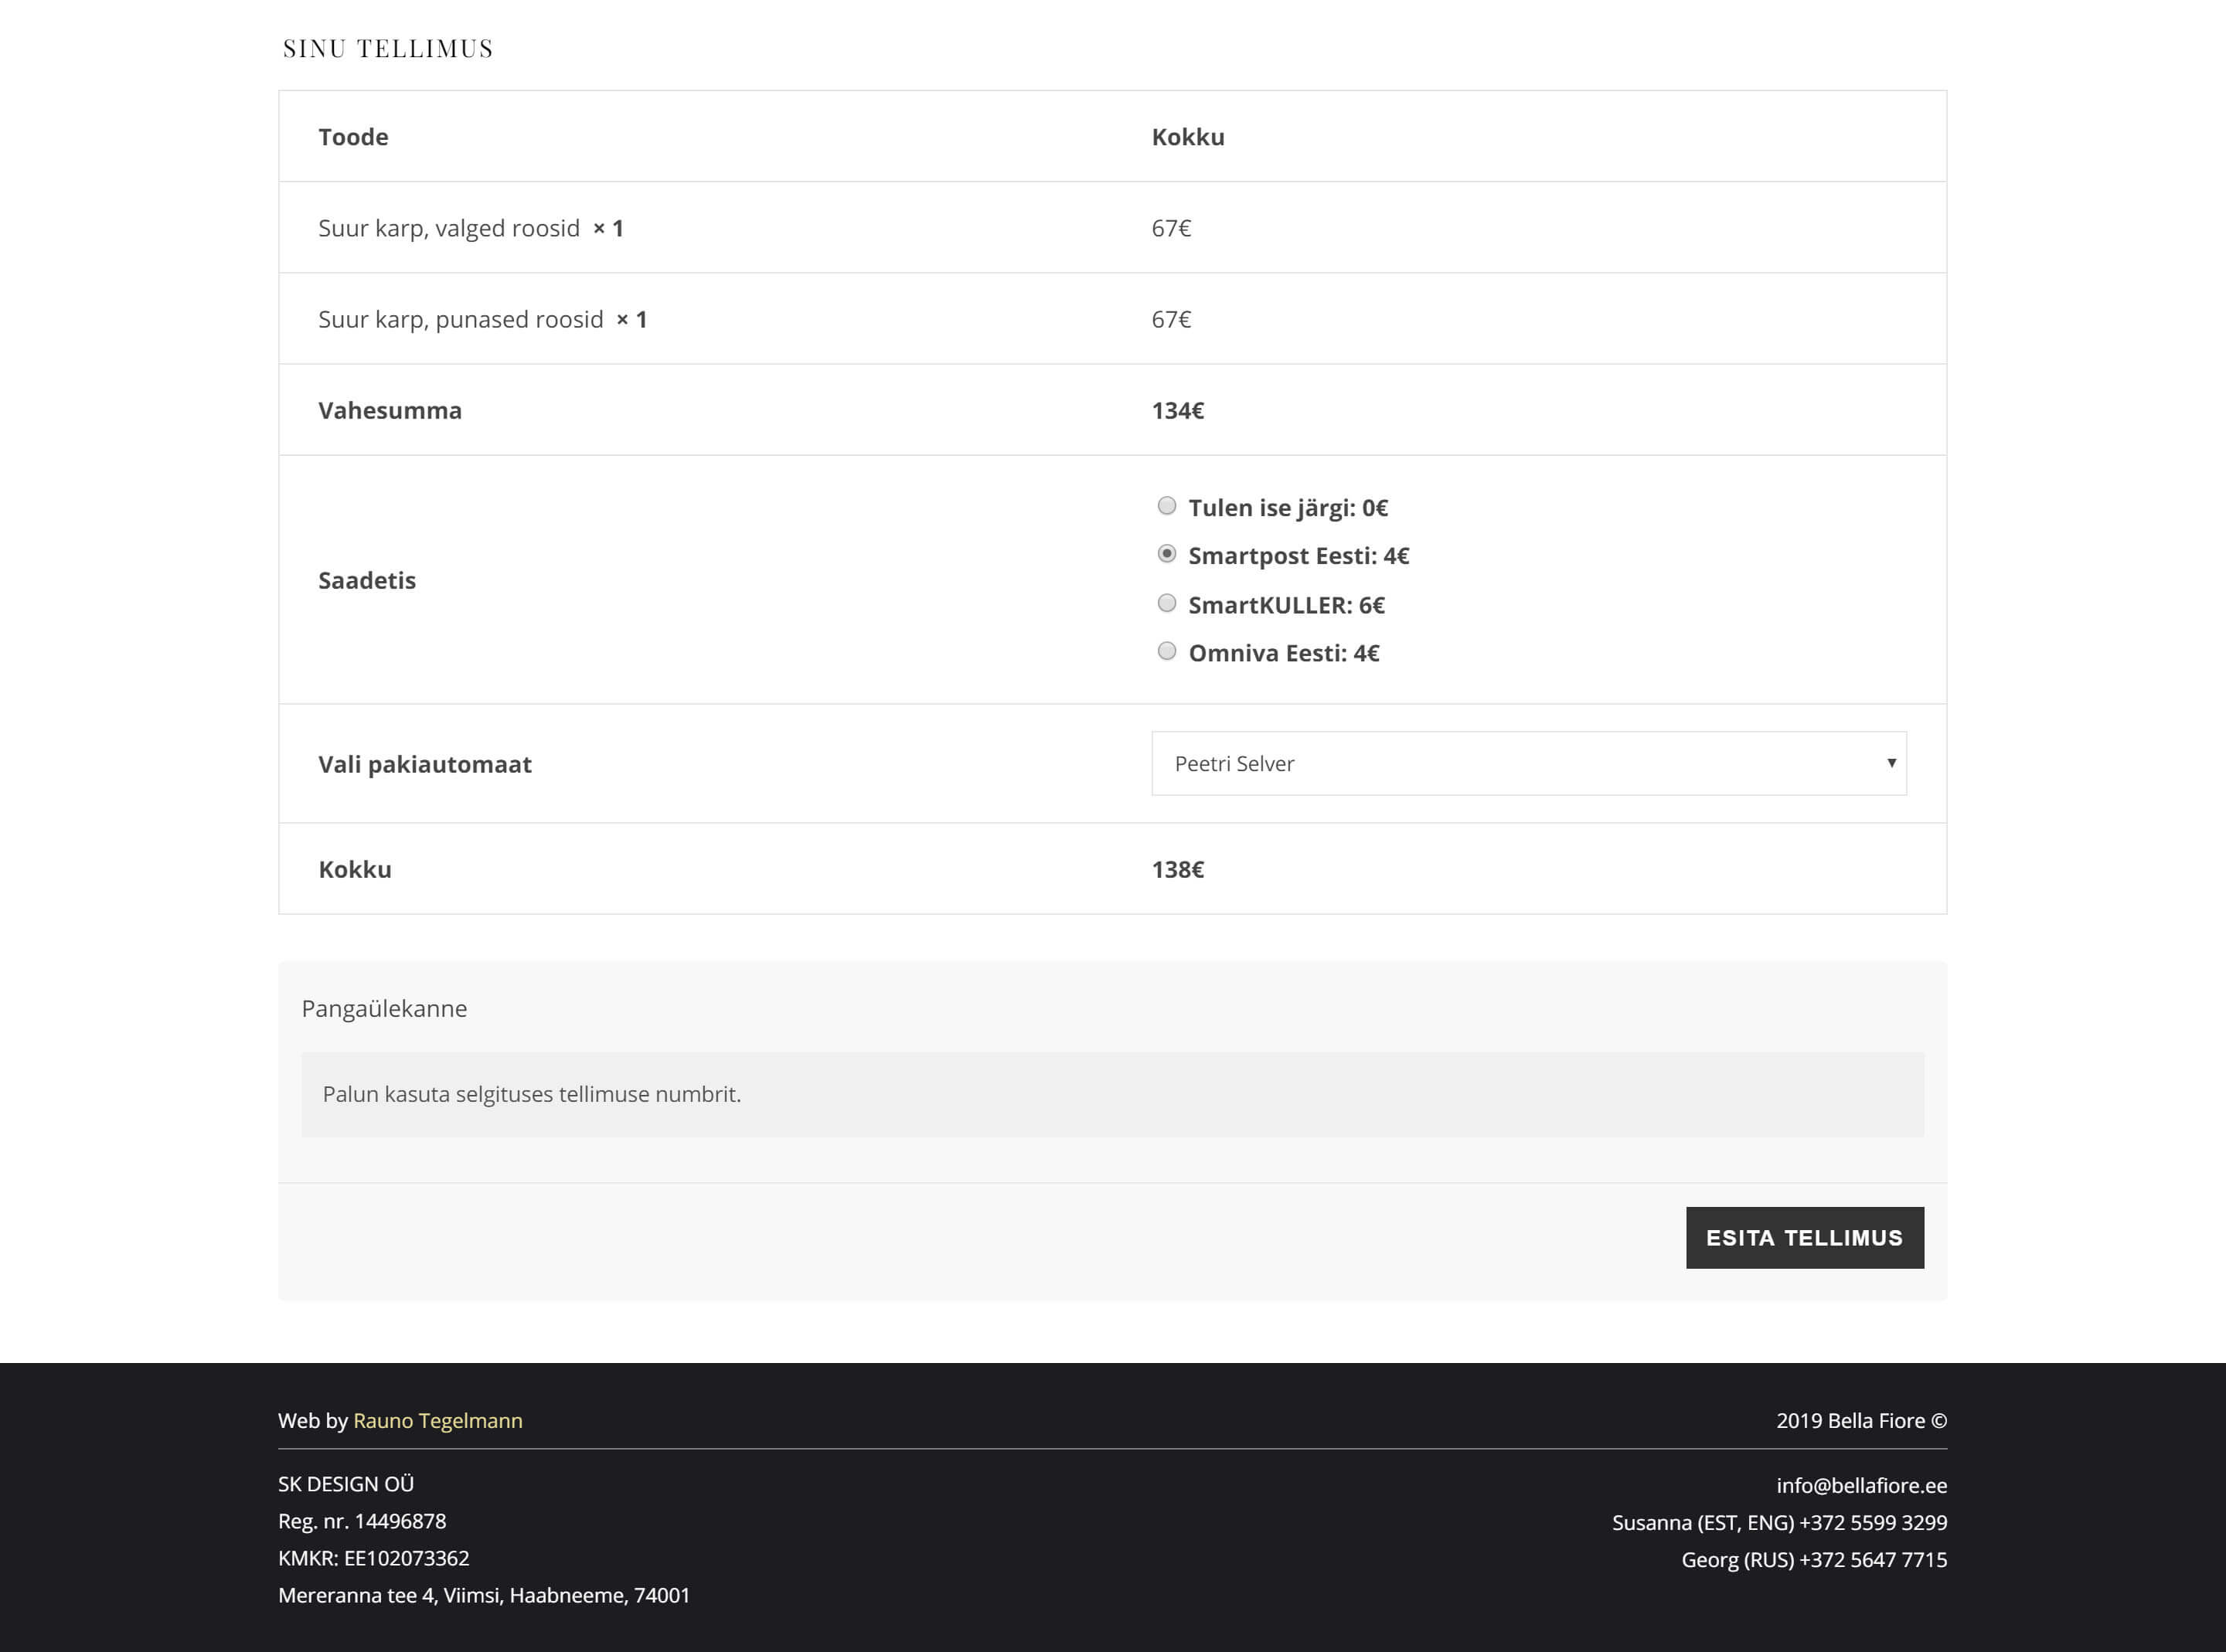 SINU TELLIMUS
Toode Kokku
Suur karp, valged roosid × 1 67€
Suur karp, punased roosid × 1 67€
Vahesumma 134€
Saadetis
Tulen ise järgi: 0€
Smartpost Eesti: 4€
SmartKULLER: 6€
Omniva Eesti: 4€
Vali pakiautomaat Peetri Selver
Kokku 138€
Pangaülekanne
Palun kasuta selgituses tellimuse numbrit.
ESITA TELLIMUS
Web by Rauno Tegelmann
2019 Bella Fiore ©
SK DESIGN OÜ
Reg. nr. 14496878
KMKR: EE102073362
Mereranna tee 4, Viimsi, Haabneeme, 74001
info@bellafiore.ee
Susanna (EST, ENG) +372 5599 3299
Georg (RUS) +372 5647 7715